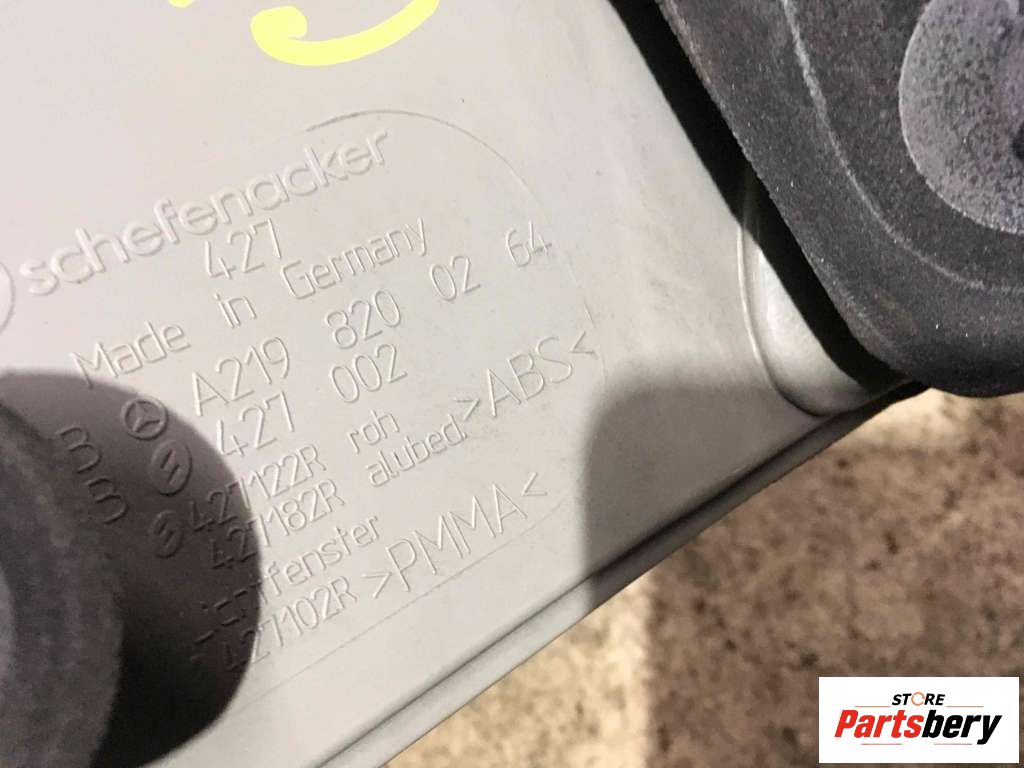 schefenacker
427
Made in Germany
A219 820 02 64
427 002
427122R roh
427182R alubed >ABS<
427102R >PMMA<
STORE
Partsbery